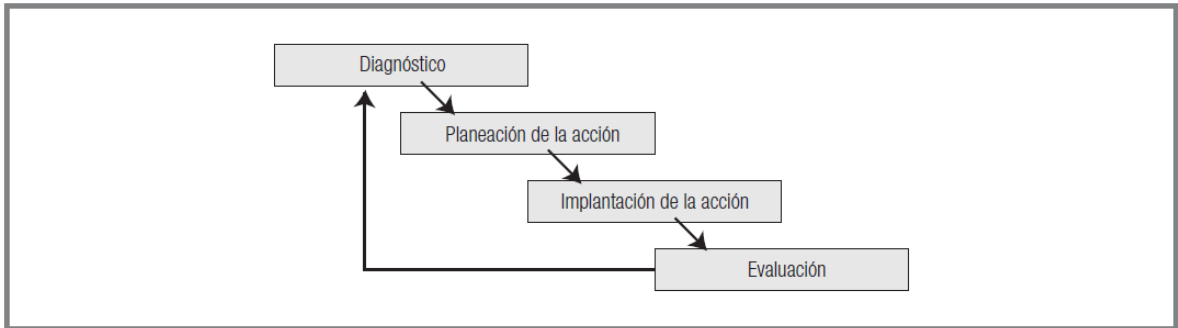 Diagnóstico
Planeación de la acción
Implantación de la acción
Evaluación